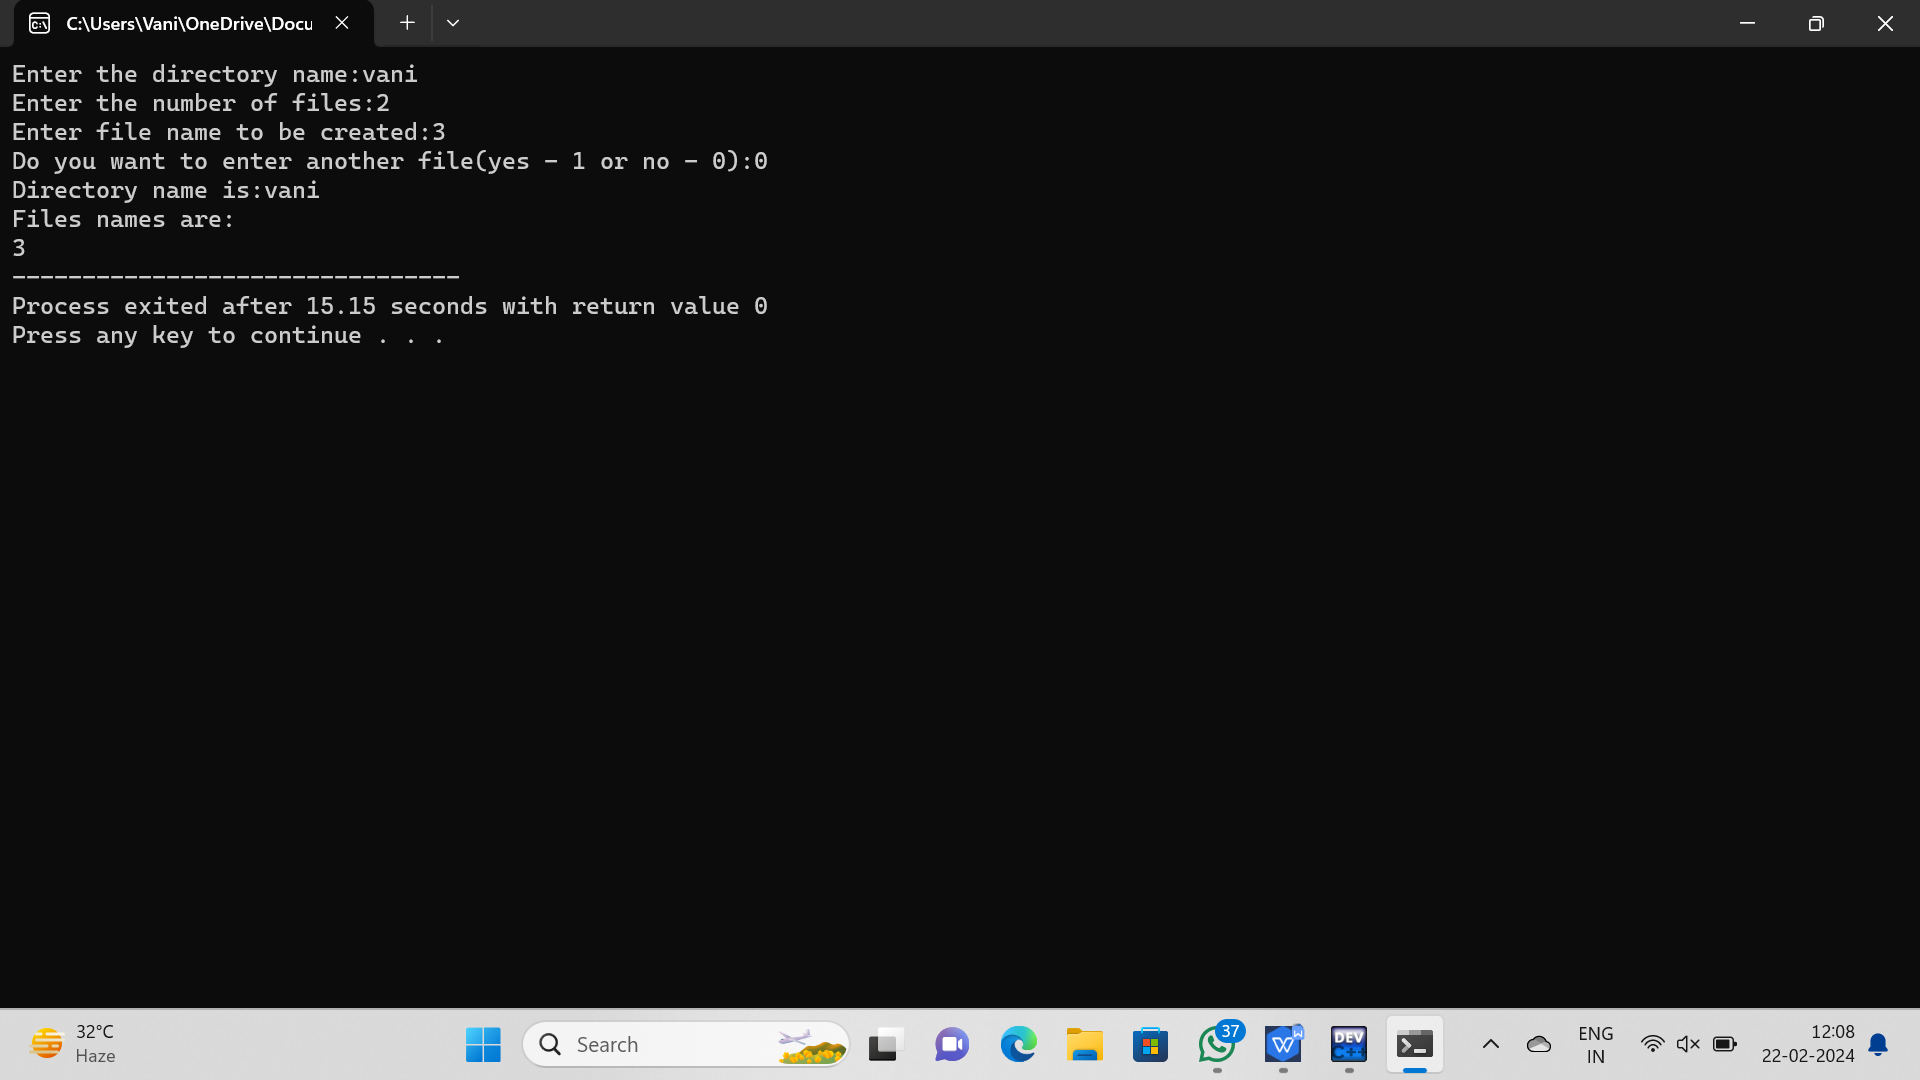 C:\Users\Vani\OneDrive\Docu
Enter the directory name:vani
Enter the number of files:2
Enter file name to be created:3
Do you want to enter another file(yes - 1 or no - 0):0
Directory name is:vani
Files names are:
3
--------------------------------
Process exited after 15.15 seconds with return value 0
Press any key to continue . . .
32°C
Haze
Search
37
DEV
C++
ENG
IN
12:08
22-02-2024